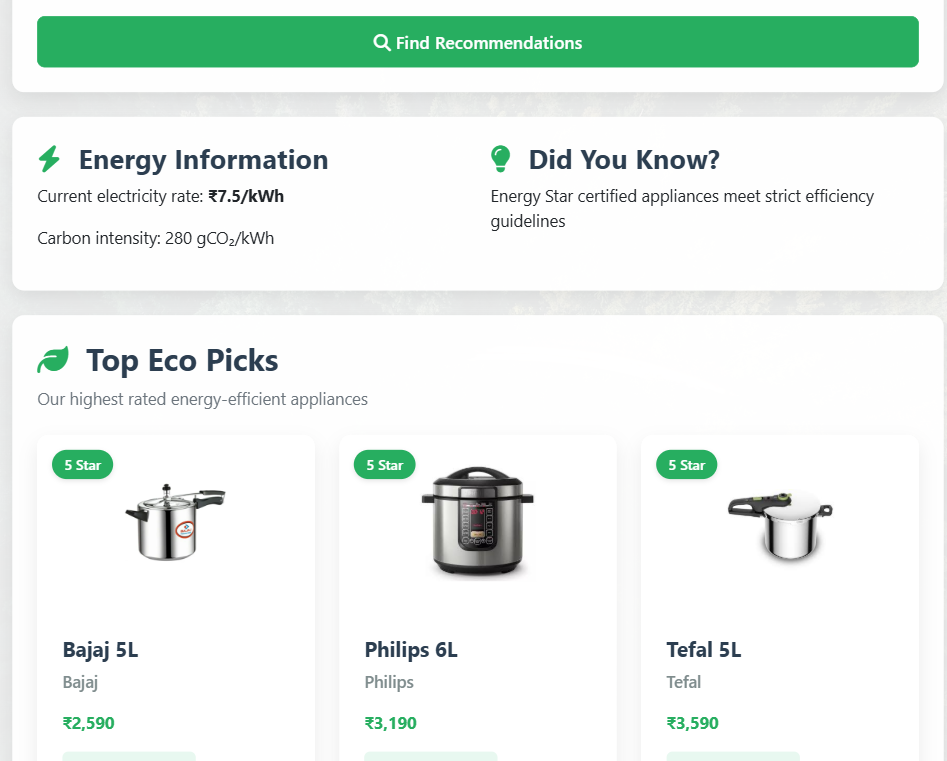 Find Recommendations
Energy Information
Current electricity rate: ₹7.5/kWh
Carbon intensity: 280 gCO₂/kWh
Did You Know?
Energy Star certified appliances meet strict efficiency
guidelines
Top Eco Picks
Our highest rated energy-efficient appliances
5 Star
5 Star
5 Star
Bajaj 5L
Bajaj
₹2,590
Philips 6L
Philips
₹3,190
Tefal 5L
Tefal
₹3,590